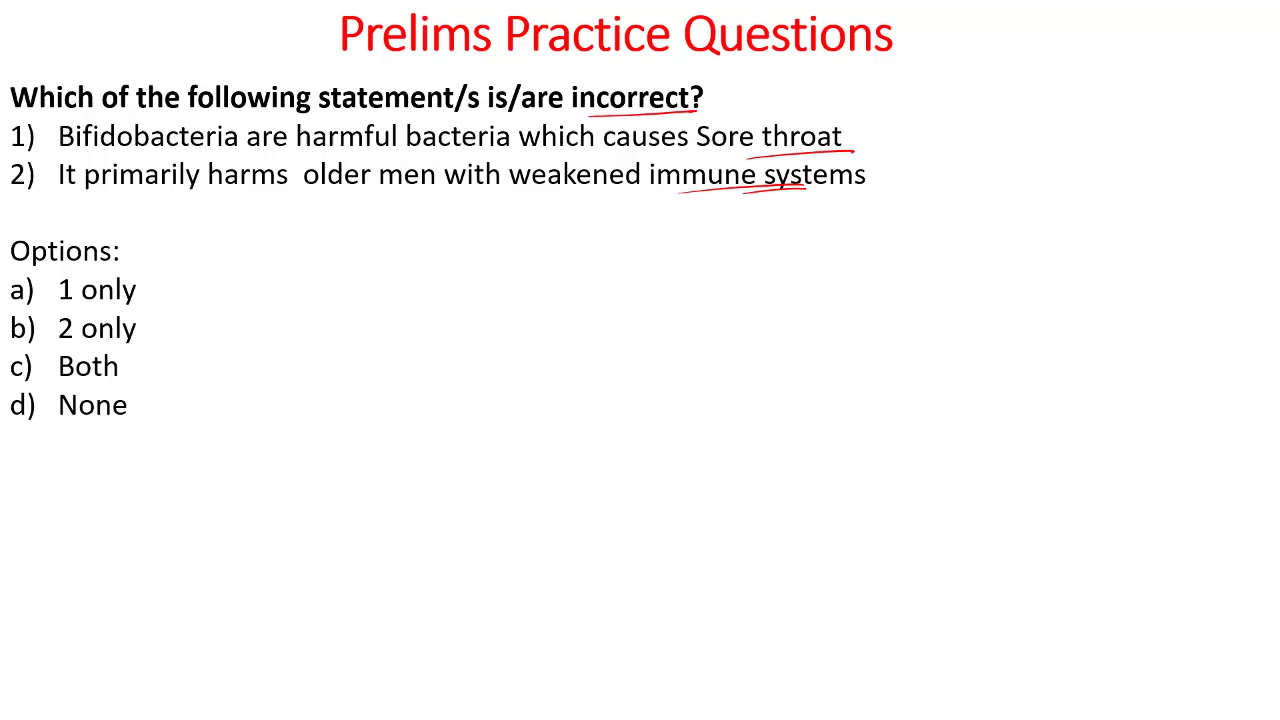 Prelims Practice Questions
Which of the following statement/s is/are incorrect?
1) Bifidobacteria are harmful bacteria which causes Sore throat
2) It primarily harms older men with weakened immune systems
Options:
a) 1 only
b) 2 only
c) Both
d) None